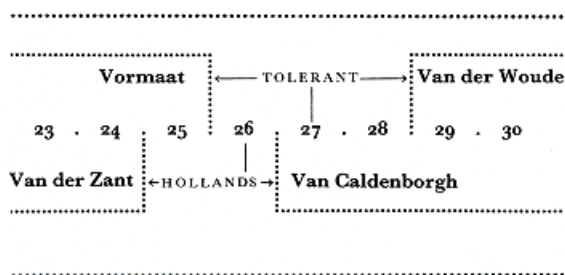 Vormaat TOLERANT Van der Woude
23 . 24 . 25 26 . 27 . 28 29 . 30
Van der Zant HOLLANDS Van Caldenborgh